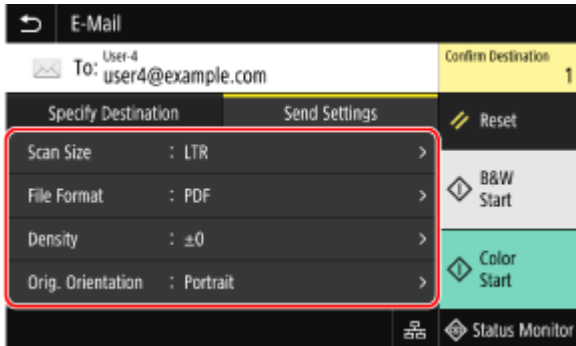 E-Mail
To: User-4
user4@example.com
Confirm Destination
1
Specify Destination
Send Settings
Reset
Scan Size : LTR
File Format : PDF
Density : ±0
Orig. Orientation : Portrait
B&W
Start
Color
Start
Status Monitor